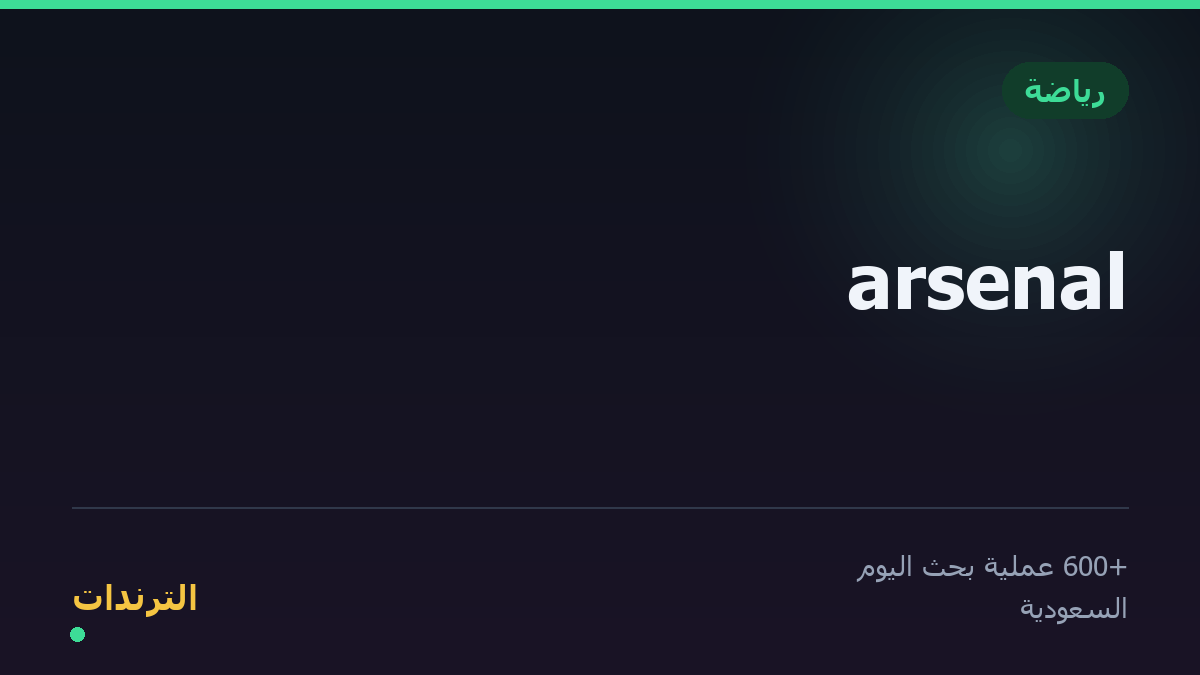 رياضة
arsenal
+600 عملية بحث اليوم
السعودية
الترندات